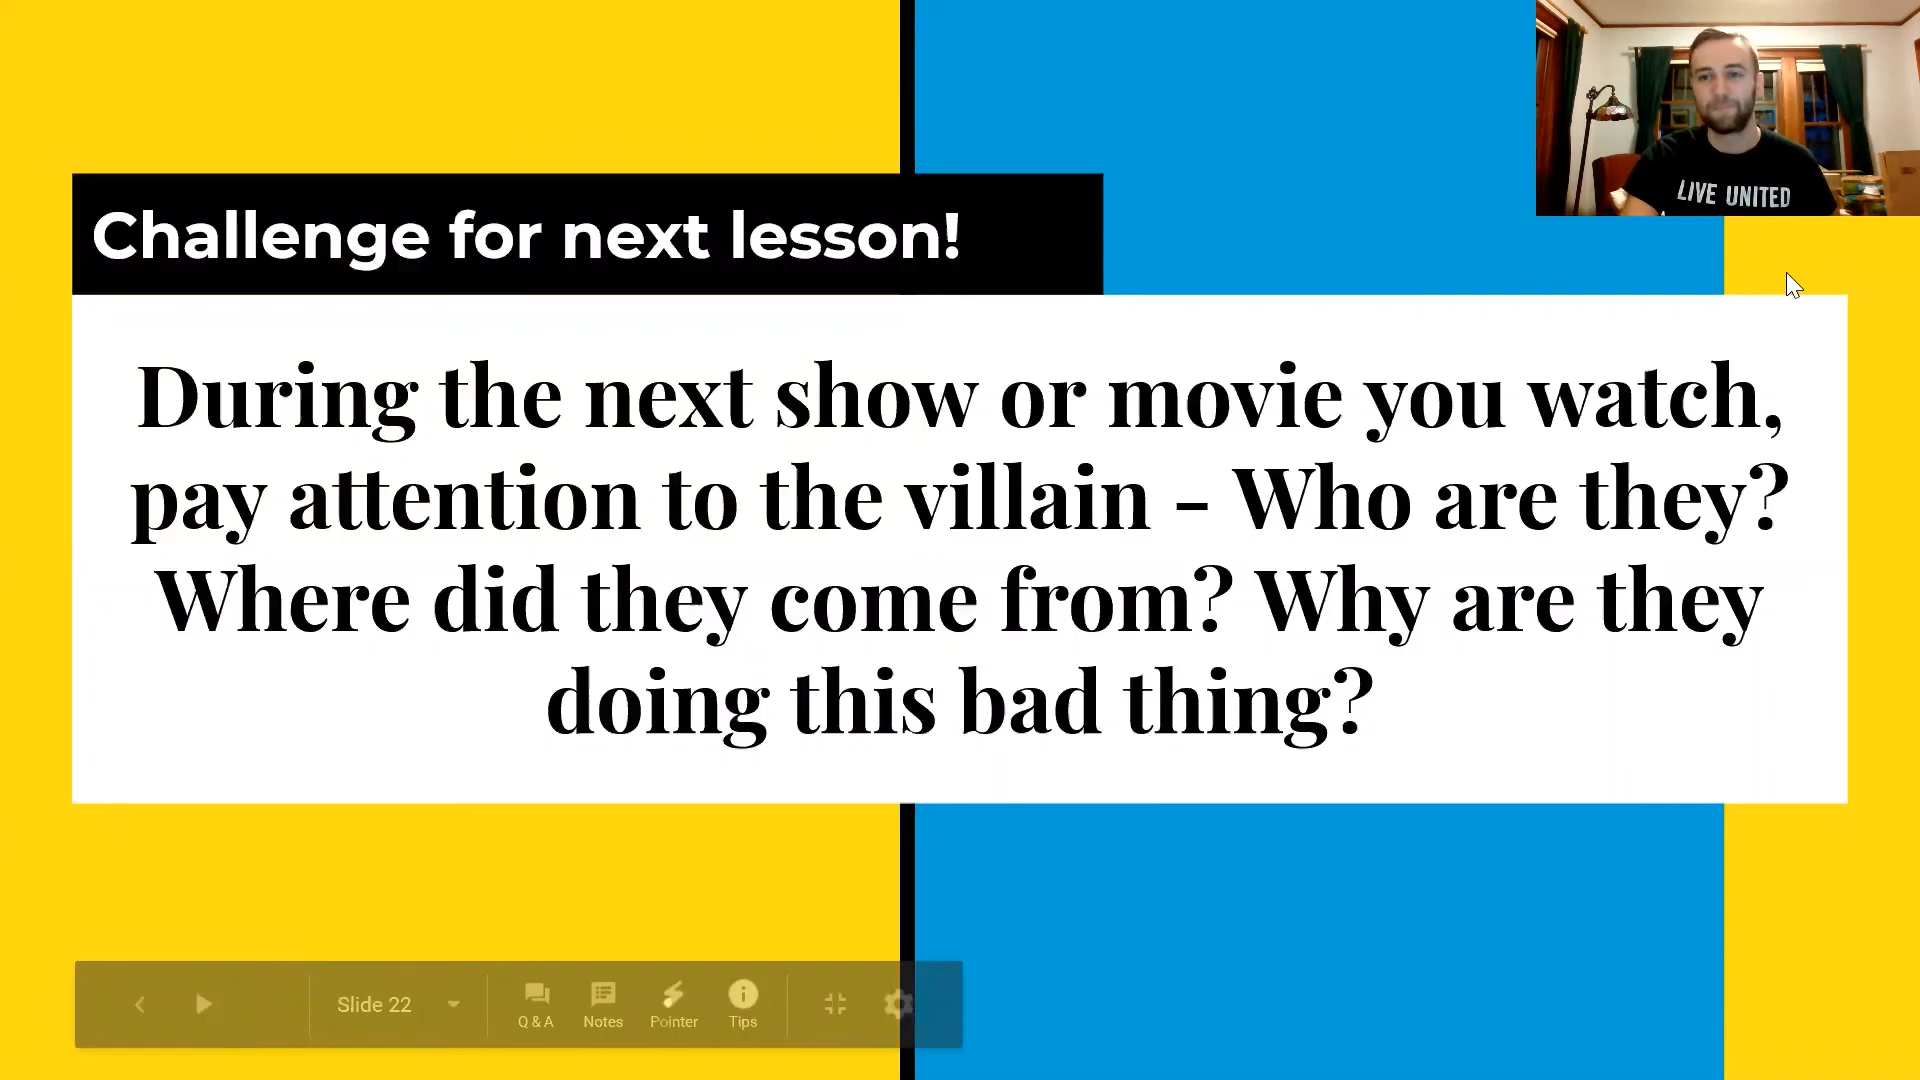 LIVE UNITED
Challenge for next lesson!
During the next show or movie you watch,
pay attention to the villain - Who are they?
Where did they come from? Why are they
doing this bad thing?
Slide 22
Q & A
Notes
Pointer
Tips